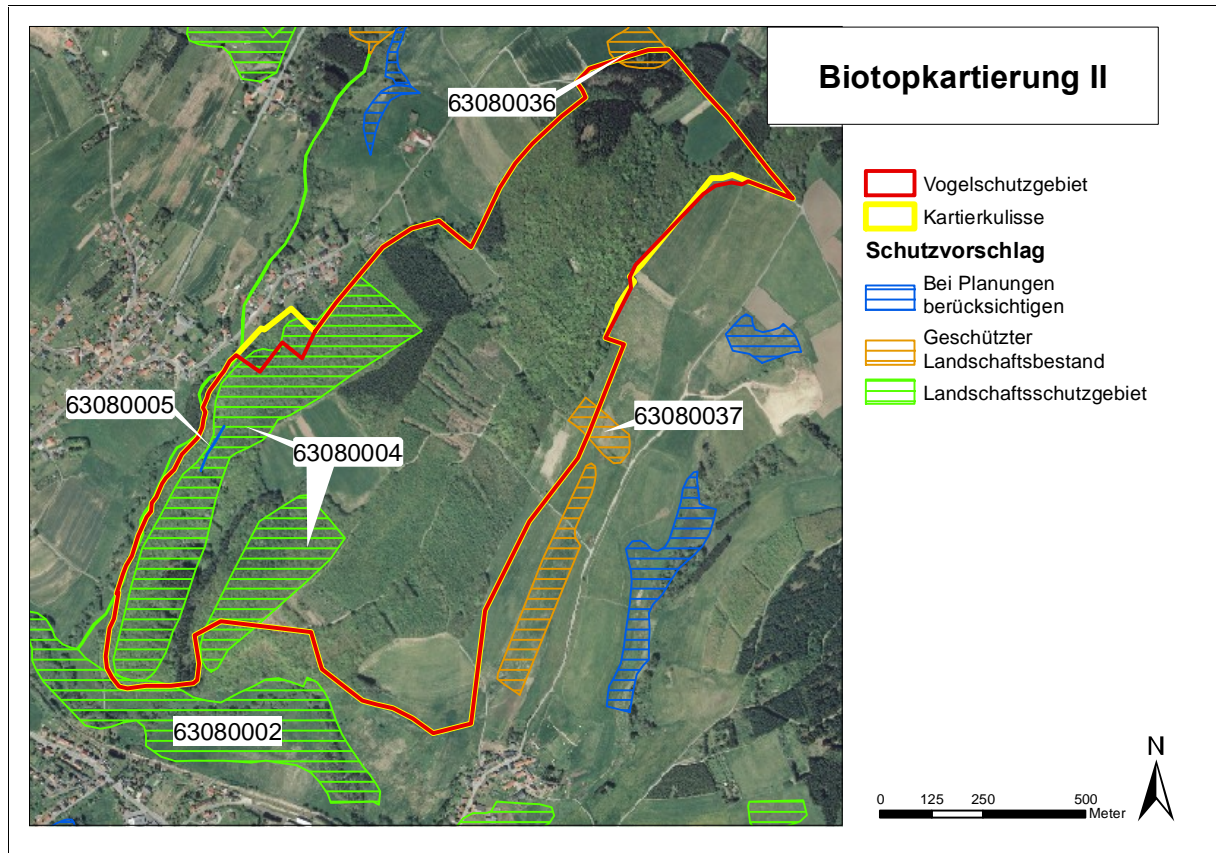 Biotopkartierung II
63080036
Vogelschutzgebiet
Kartierkulisse
Schutzvorschlag
Bei Planungen
berücksichtigen
Geschützter
Landschaftsbestand
Landschaftsschutzgebiet
63080005
63080037
63080004
63080002
N
0 125 250 500
Meter